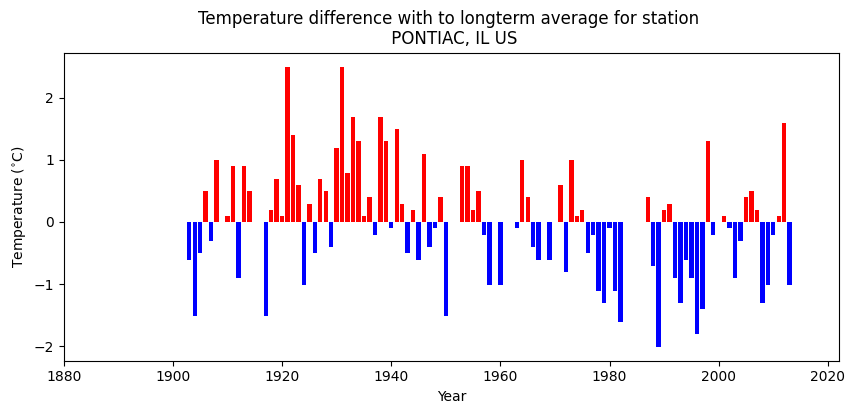 Temperature difference with to longterm average for station
PONTIAC, IL US
Temperature (°C)
2
1
0
−1
−2
1880 1900 1920 1940 1960 1980 2000 2020
Year